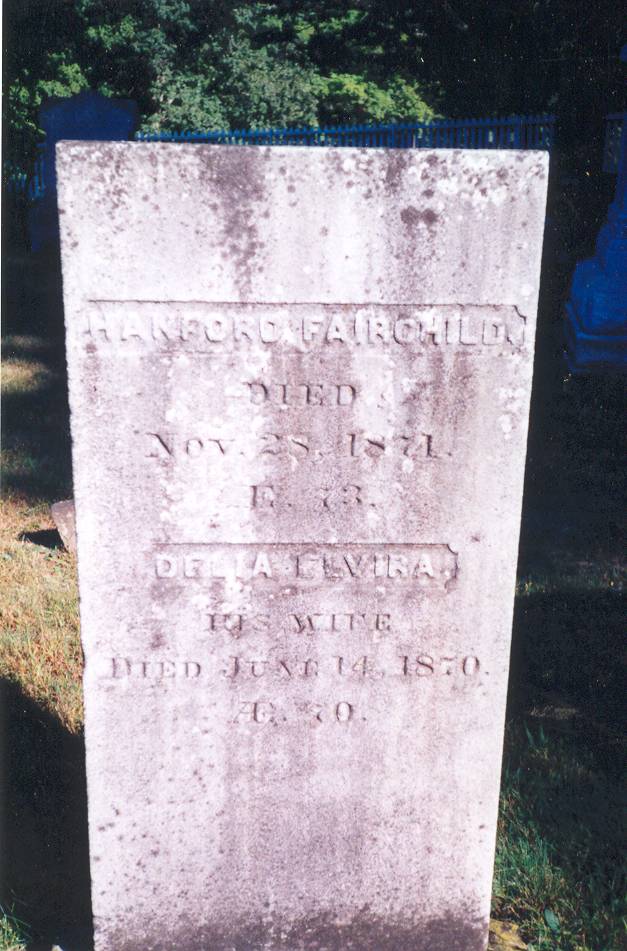 HANFORD FAIRCHILD.
DIED
Nov. 28. 1871.
Æ. 73.
DELIA ELVIRA.
HIS WIFE
DIED JUNE 14. 1870.
Æ. 70.